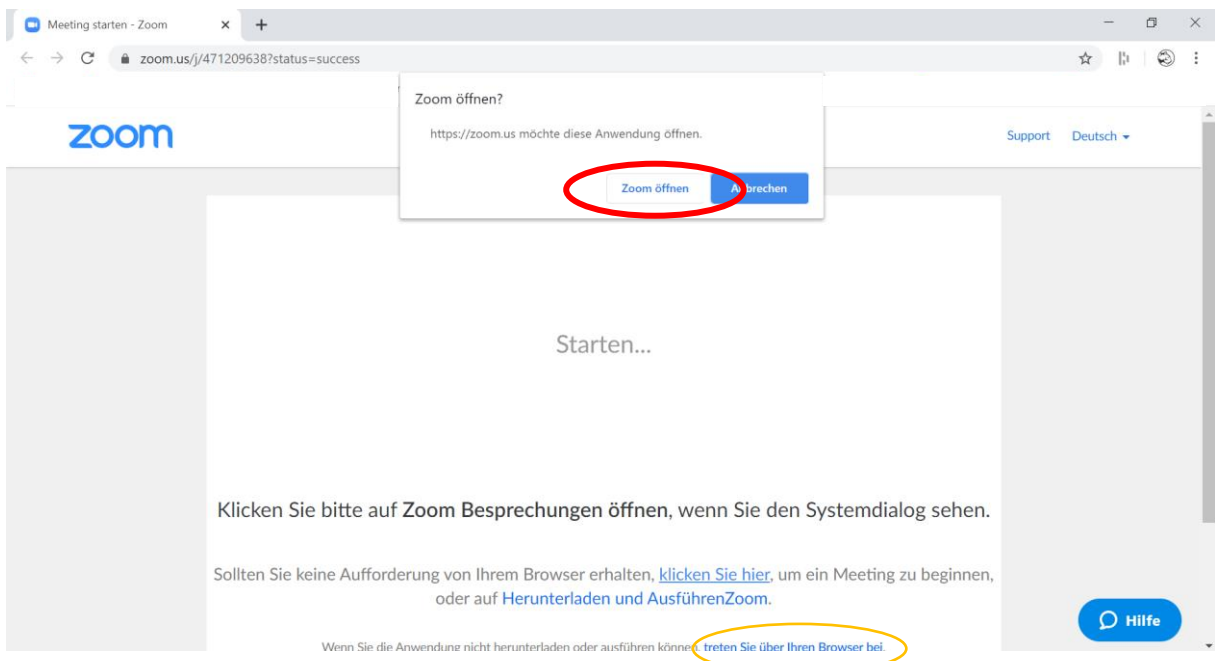 Meeting starten - Zoom
zoom.us/j/471209638?status=success
Zoom öffnen?
https://zoom.us möchte diese Anwendung öffnen.
Zoom öffnen
Abbrechen
zoom
Support
Deutsch
Starten...
Klicken Sie bitte auf Zoom Besprechungen öffnen, wenn Sie den Systemdialog sehen.
Sollten Sie keine Aufforderung von Ihrem Browser erhalten, klicken Sie hier, um ein Meeting zu beginnen,
oder auf Herunterladen und AusführenZoom.
Wenn Sie die Anwendung nicht herunterladen oder ausführen können, treten Sie über Ihren Browser bei.
Hilfe